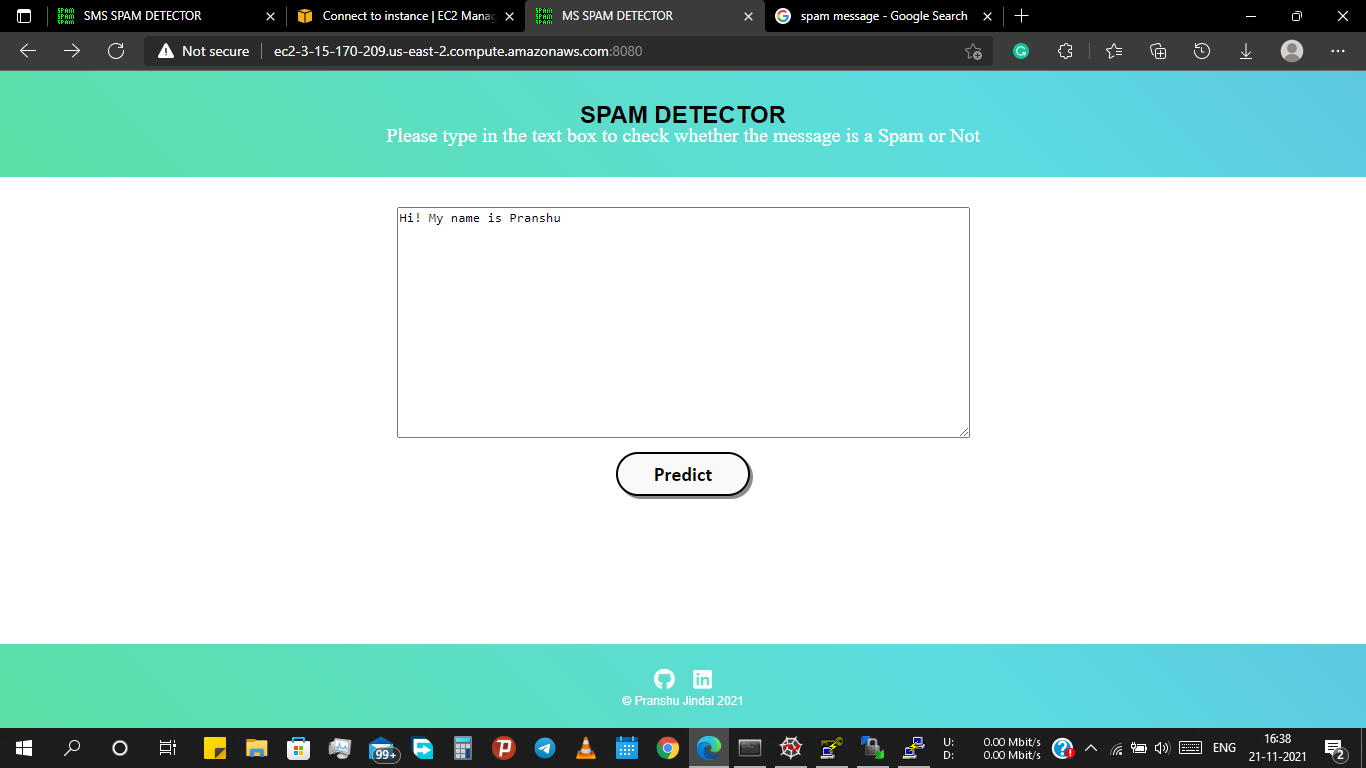 SMS SPAM DETECTOR
Connect to instance | EC2 Manag
MS SPAM DETECTOR
spam message - Google Search
Not secure
ec2-3-15-170-209.us-east-2.compute.amazonaws.com:8080
SPAM DETECTOR
Please type in the text box to check whether the message is a Spam or Not
Hi! My name is Pranshu
Predict
© Pranshu Jindal 2021
99+
U: 0.00 Mbit/s
D: 0.00 Mbit/s
ENG
16:38
21-11-2021
2